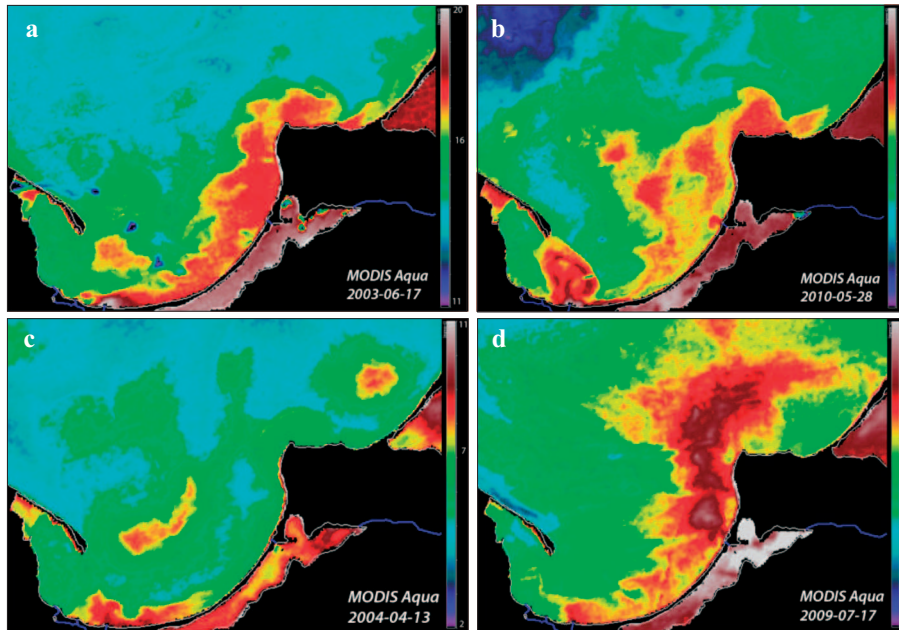 a
20
16
11
MODIS Aqua
2003-06-17
b
MODIS Aqua
2010-05-28
c
11
7
2
MODIS Aqua
2004-04-13
d
MODIS Aqua
2009-07-17